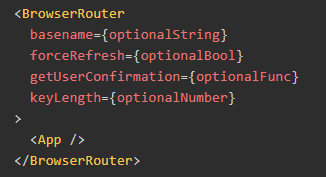 <BrowserRouter
  basename={optionalString}
  forceRefresh={optionalBool}
  getUserConfirmation={optionalFunc}
  keyLength={optionalNumber}
>
  <App />
</BrowserRouter>